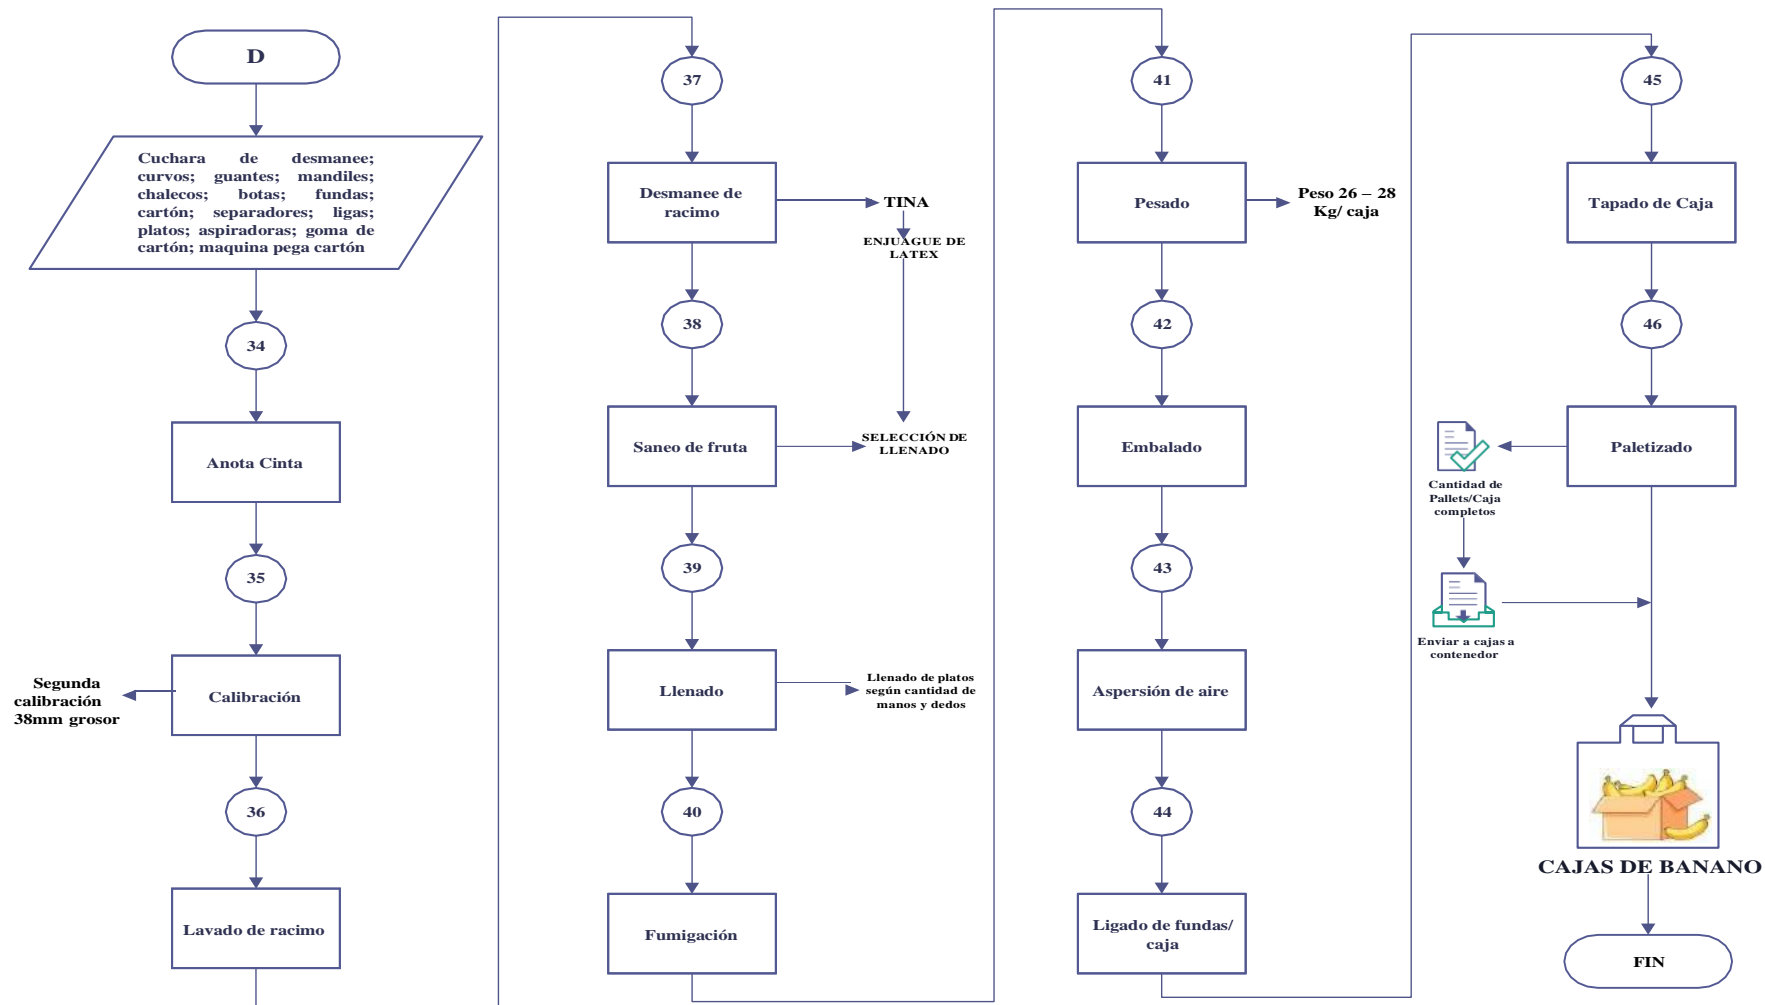 D
Cuchara de desmanee;
curvos; guantes; mandiles;
chalecos; botas; fundas;
cartón; separadores; ligas;
platos; aspiradoras; goma de
cartón; maquina pega cartón
34
Anota Cinta
35
Calibración
Segunda
calibración
38mm grosor
36
Lavado de racimo
37
Desmanee de
racimo
TINA
ENJUAGUE DE
LATEX
38
Saneo de fruta
SELECCIÓN DE
LLENADO
39
Llenado
Llenado de platos
según cantidad de
manos y dedos
40
Fumigación
41
Pesado
Peso 26 – 28
Kg/ caja
42
Embalado
43
Aspersión de aire
44
Ligado de fundas/
caja
45
Tapado de Caja
46
Paletizado
Cantidad de
Pallets/Caja
completos
Enviar a cajas a
contenedor
CAJAS DE BANANO
FIN